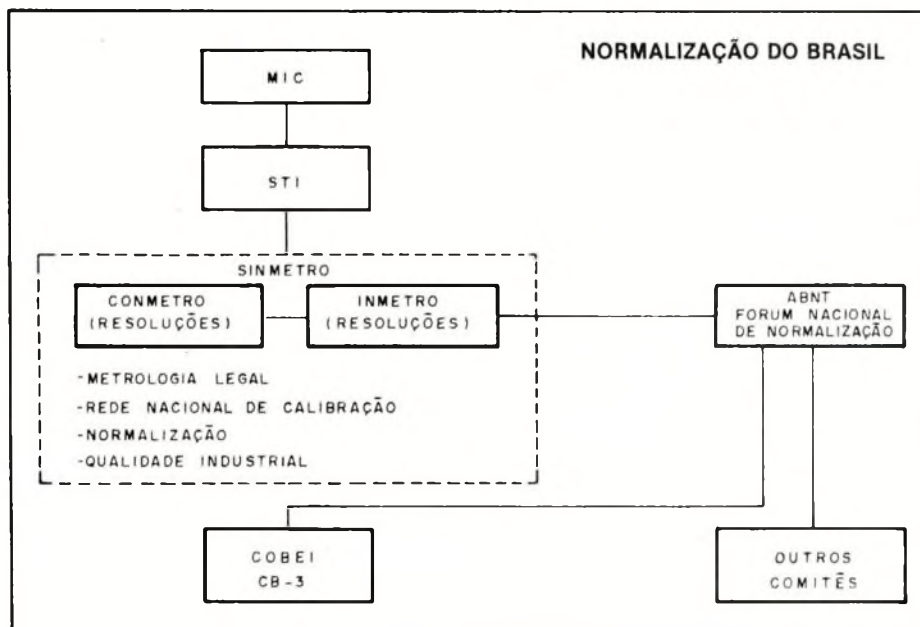 NORMALIZAÇÃO DO BRASIL
MIC
STI
SINMETRO
CONMETRO
(RESOLUÇÕES)
INMETRO
(RESOLUÇÕES)
ABNT
FORUM NACIONAL
DE NORMALIZAÇÃO
-METROLOGIA LEGAL
-REDE NACIONAL DE CALIBRAÇÃO
-NORMALIZAÇÃO
-QUALIDADE INDUSTRIAL
COBEI
CB-3
OUTROS
COMITÊS